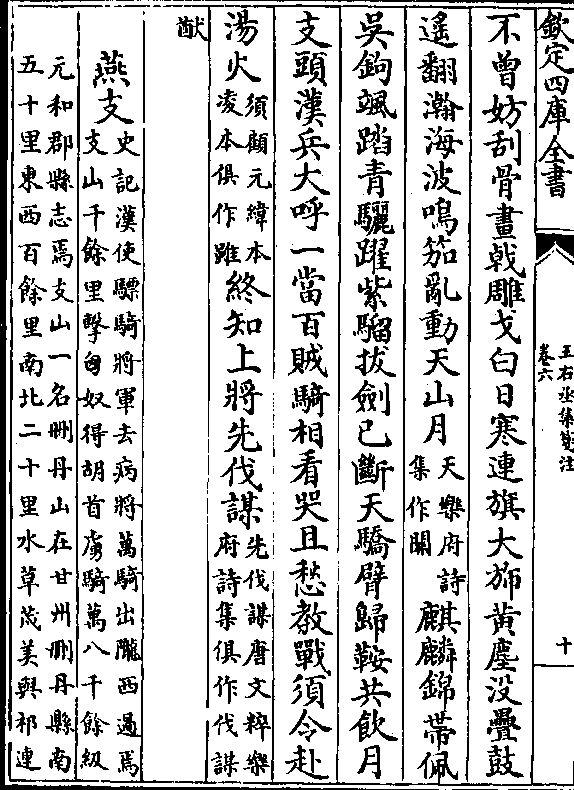 欽定四庫全書
王右丞集箋注
卷六
十
不曾妨刮骨畫戟雕戈白日寒連旗大旆黃塵没疊鼓
遥翻瀚海波鳴笳亂動天山月天樂府詩集作關麒麟錦帶佩
吳鉤颯踏青驪躍紫騮拔劍已斷天驕臂歸鞍共飲月
支頭漢兵大呼一當百賊騎相看哭且愁教戰須令赴
湯火須顧元緯本凌本俱作雖終知上將先伐謀先伐謀唐文粹樂府詩集俱作伐謀
猷
燕支史記漢使驃騎將軍去病將萬騎出隴西過焉支山千餘里擊匈奴得胡首虜騎萬八千餘級
元和郡縣志焉支山一名刪丹山在甘州刪丹縣南
五十里東西百餘里南北二十里水草茂美與祁連